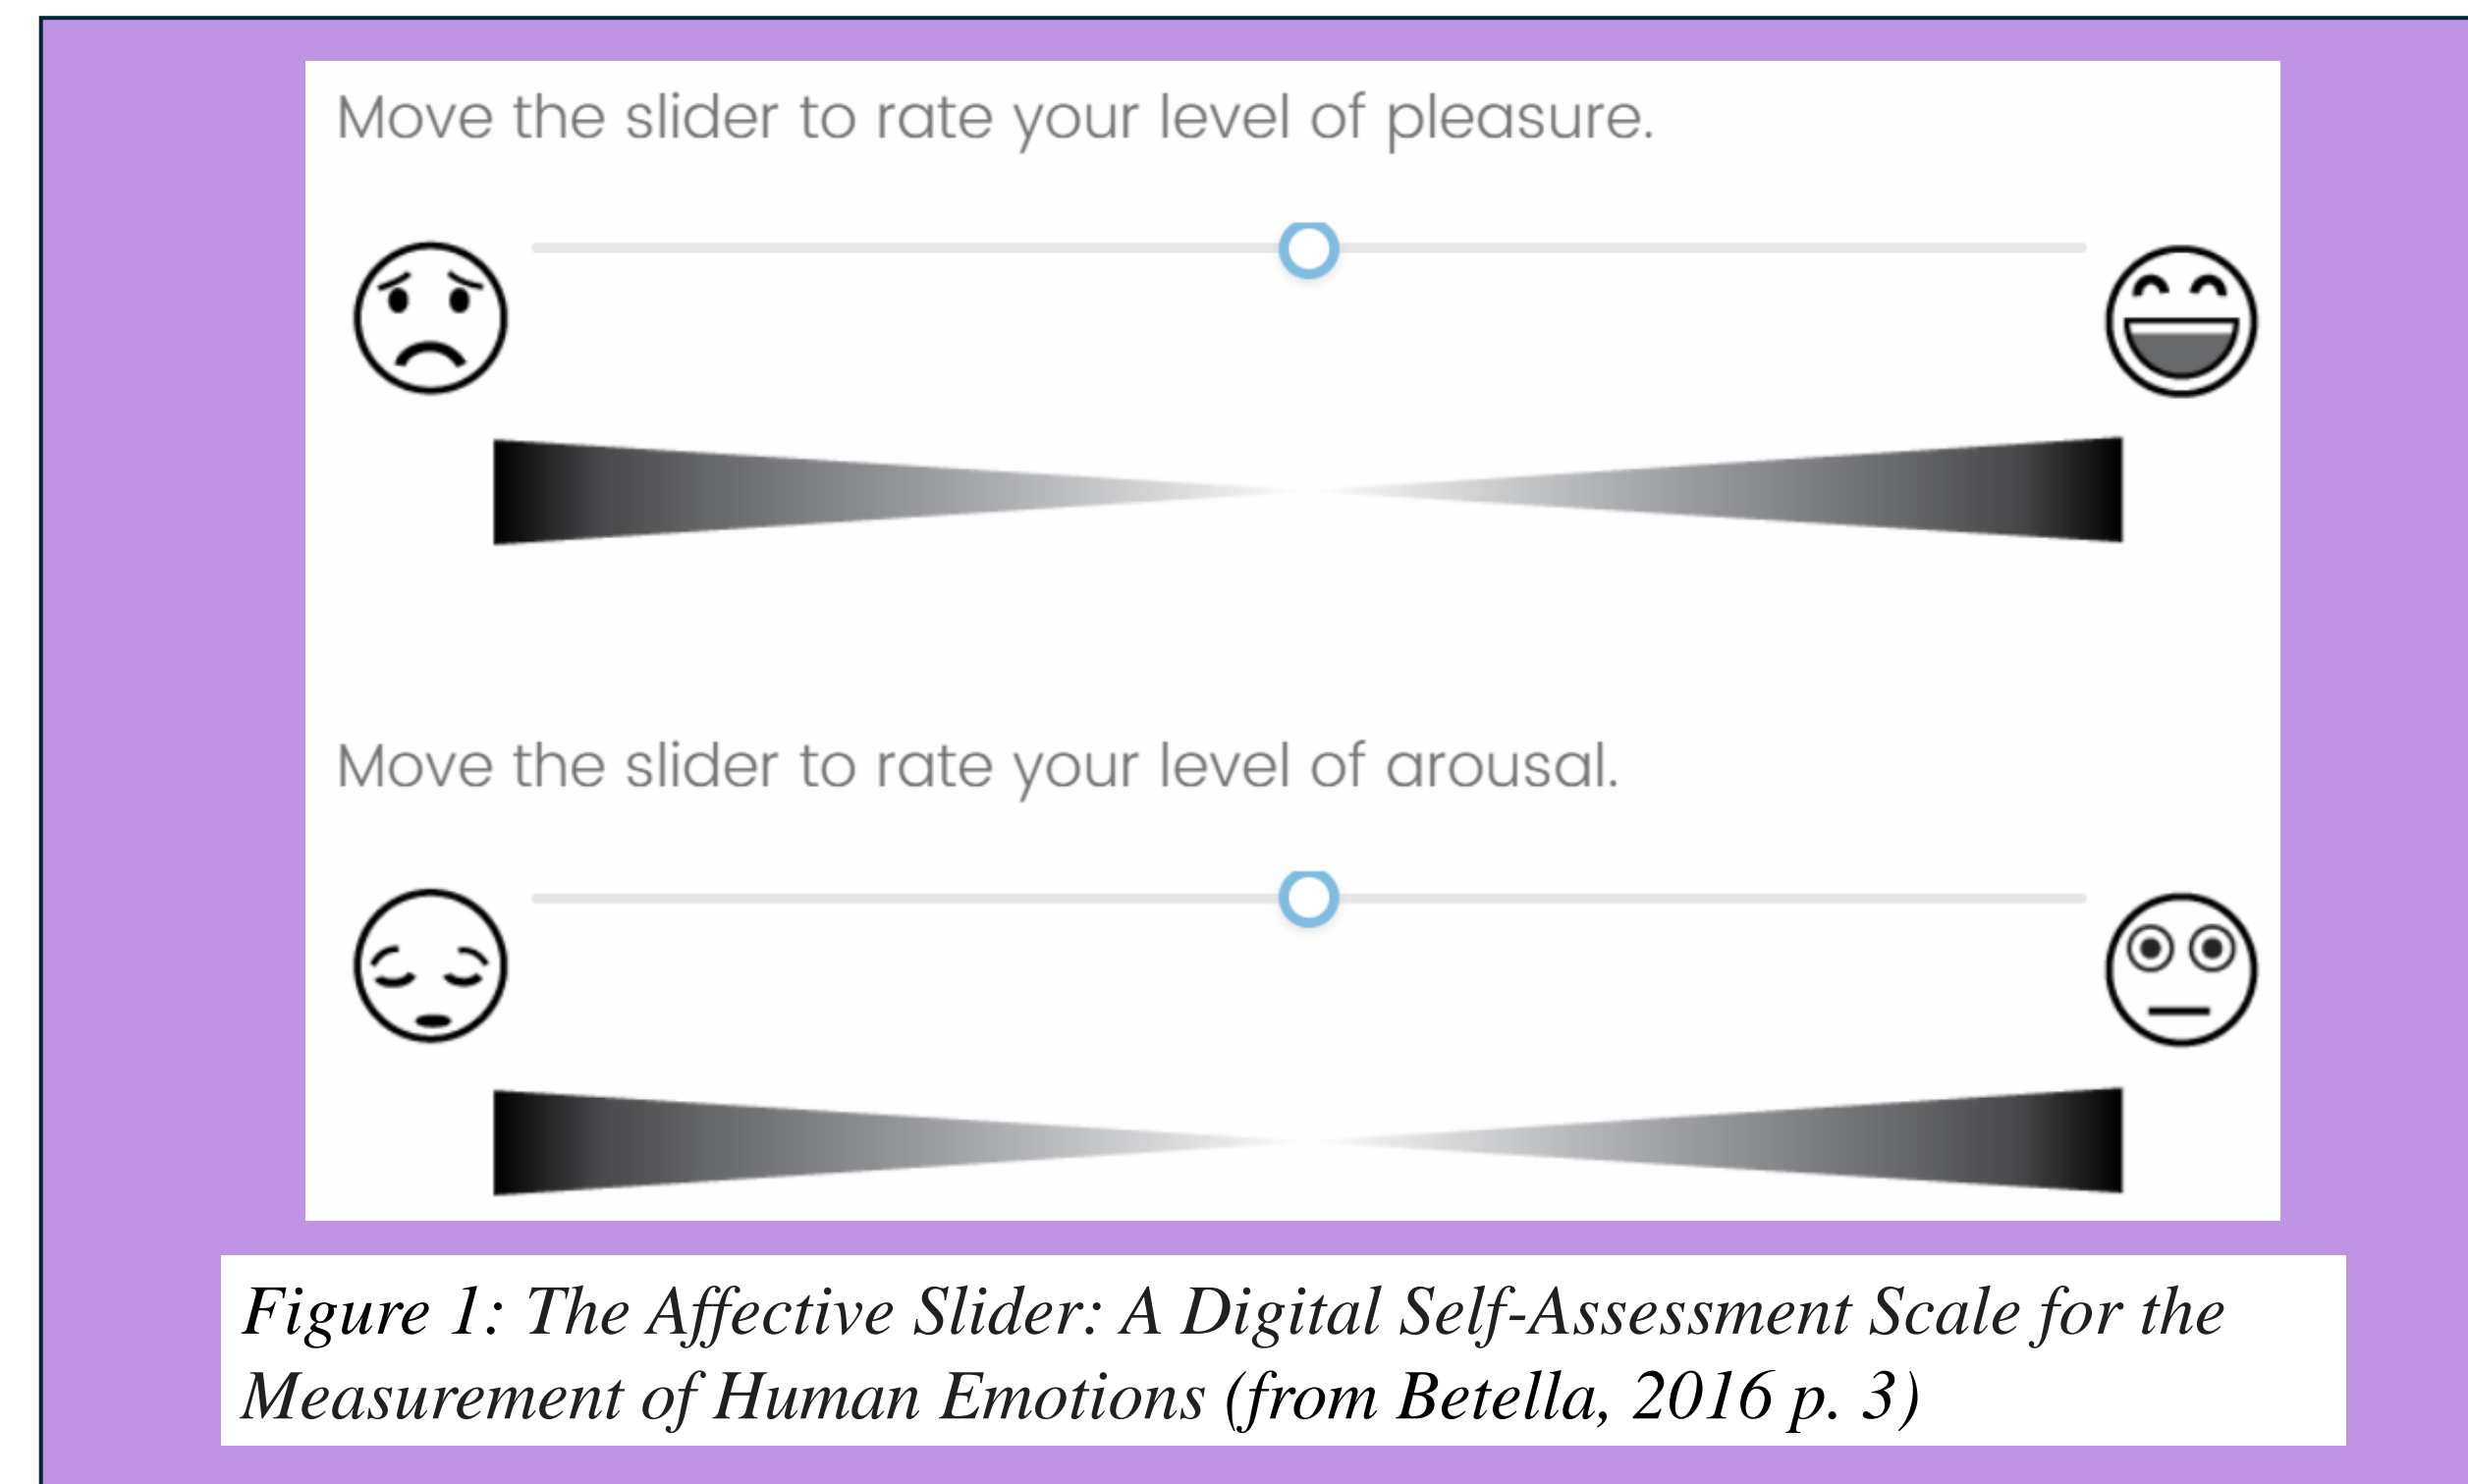 Move the slider to rate your level of pleasure.
Move the slider to rate your level of arousal.
Figure 1: The Affective Slider: A Digital Self-Assessment Scale for the
Measurement of Human Emotions (from Betella, 2016 p. 3)